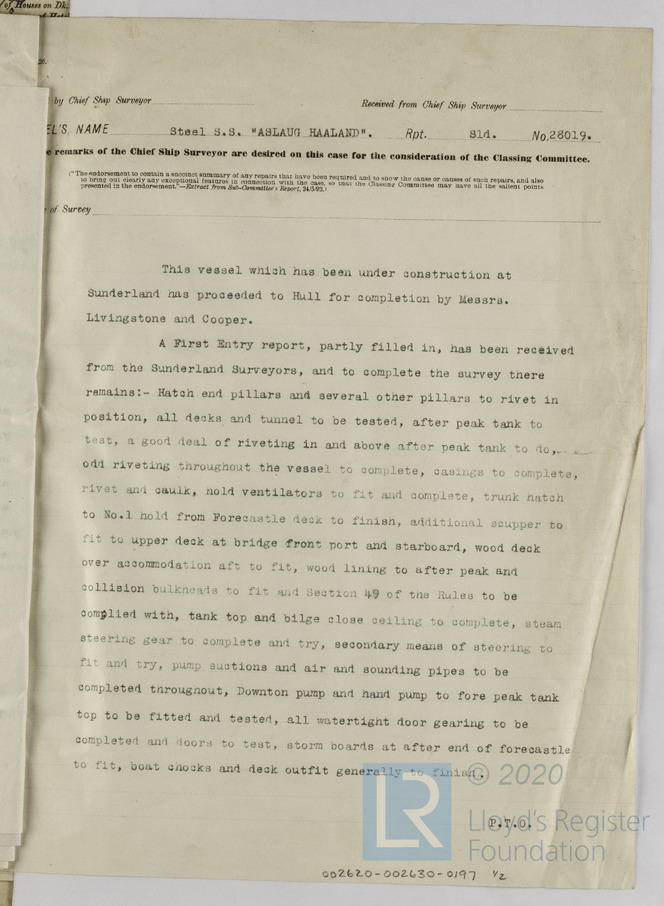 of Houses on Dk.
by Chief Ship Surveyor
Received from Chief Ship Surveyor
EL'S NAME Steel S.S. "ASLAUG HAALAND". Rpt. Sld. No.28019.
e remarks of the Chief Ship Surveyor are desired on this case for the consideration of the Classing Committee.
("The endorsement to contain a succinct summary of any repairs that have been required and to show the cause or causes of such repairs, and also
to bring out clearly any exceptional features in connection with the case, so that the Classing Committee may have all the salient points
presented in the endorsement."—Extract from Sub-Committee's Report, 24/5/92.)
of Survey
This vessel which has been under construction at
Sunderland has proceeded to Hull for completion by Messrs.
Livingstone and Cooper.
A First Entry report, partly filled in, has been received
from the Sunderland Surveyors, and to complete the survey there
remains:- Hatch end pillars and several other pillars to rivet in
position, all decks and tunnel to be tested, after peak tank to
test, a good deal of riveting in and above after peak tank to do,
odd riveting throughout the vessel to complete, casings to complete,
rivet and caulk, hold ventilators to fit and complete, trunk hatch
to No.1 hold from Forecastle deck to finish, additional scupper to
fit to upper deck at bridge front port and starboard, wood deck
over accommodation aft to fit, wood lining to after peak and
collision bulkheads to fit and Section 49 of the Rules to be
complied with, tank top and bilge close ceiling to complete, steam
steering gear to complete and try, secondary means of steering to
fit and try, pump suctions and air and sounding pipes to be
completed throughout, Downton pump and hand pump to fore peak tank
top to be fitted and tested, all watertight door gearing to be
completed and doors to test, storm boards at after end of forecastle
to fit, boat chocks and deck outfit generally to finish.
P.T.O.
© 2020
LR
Lloyd's Register
Foundation
002620-002630-0197 1/2